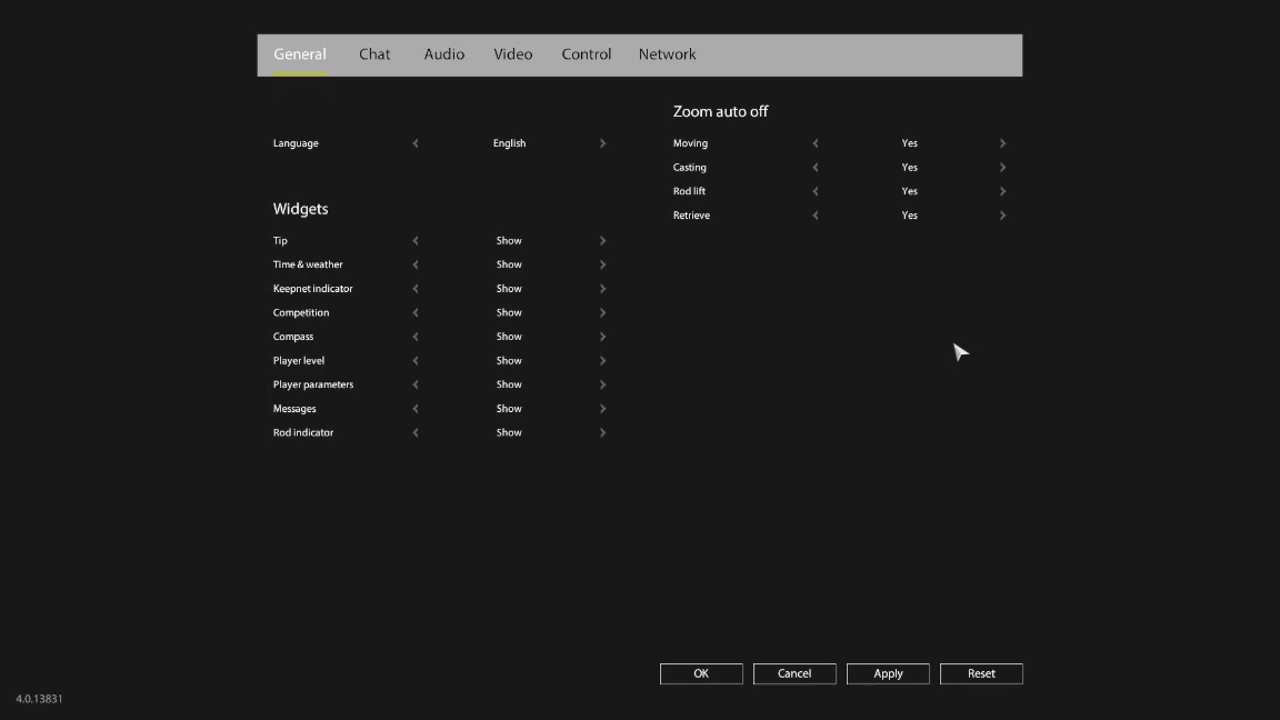 General Chat Audio Video Control Network
Language English
Widgets
Tip Show
Time & weather Show
Keepnet indicator Show
Competition Show
Compass Show
Player level Show
Player parameters Show
Messages Show
Rod indicator Show
Zoom auto off
Moving Yes
Casting Yes
Rod lift Yes
Retrieve Yes
OK Cancel Apply Reset
4.0.13831